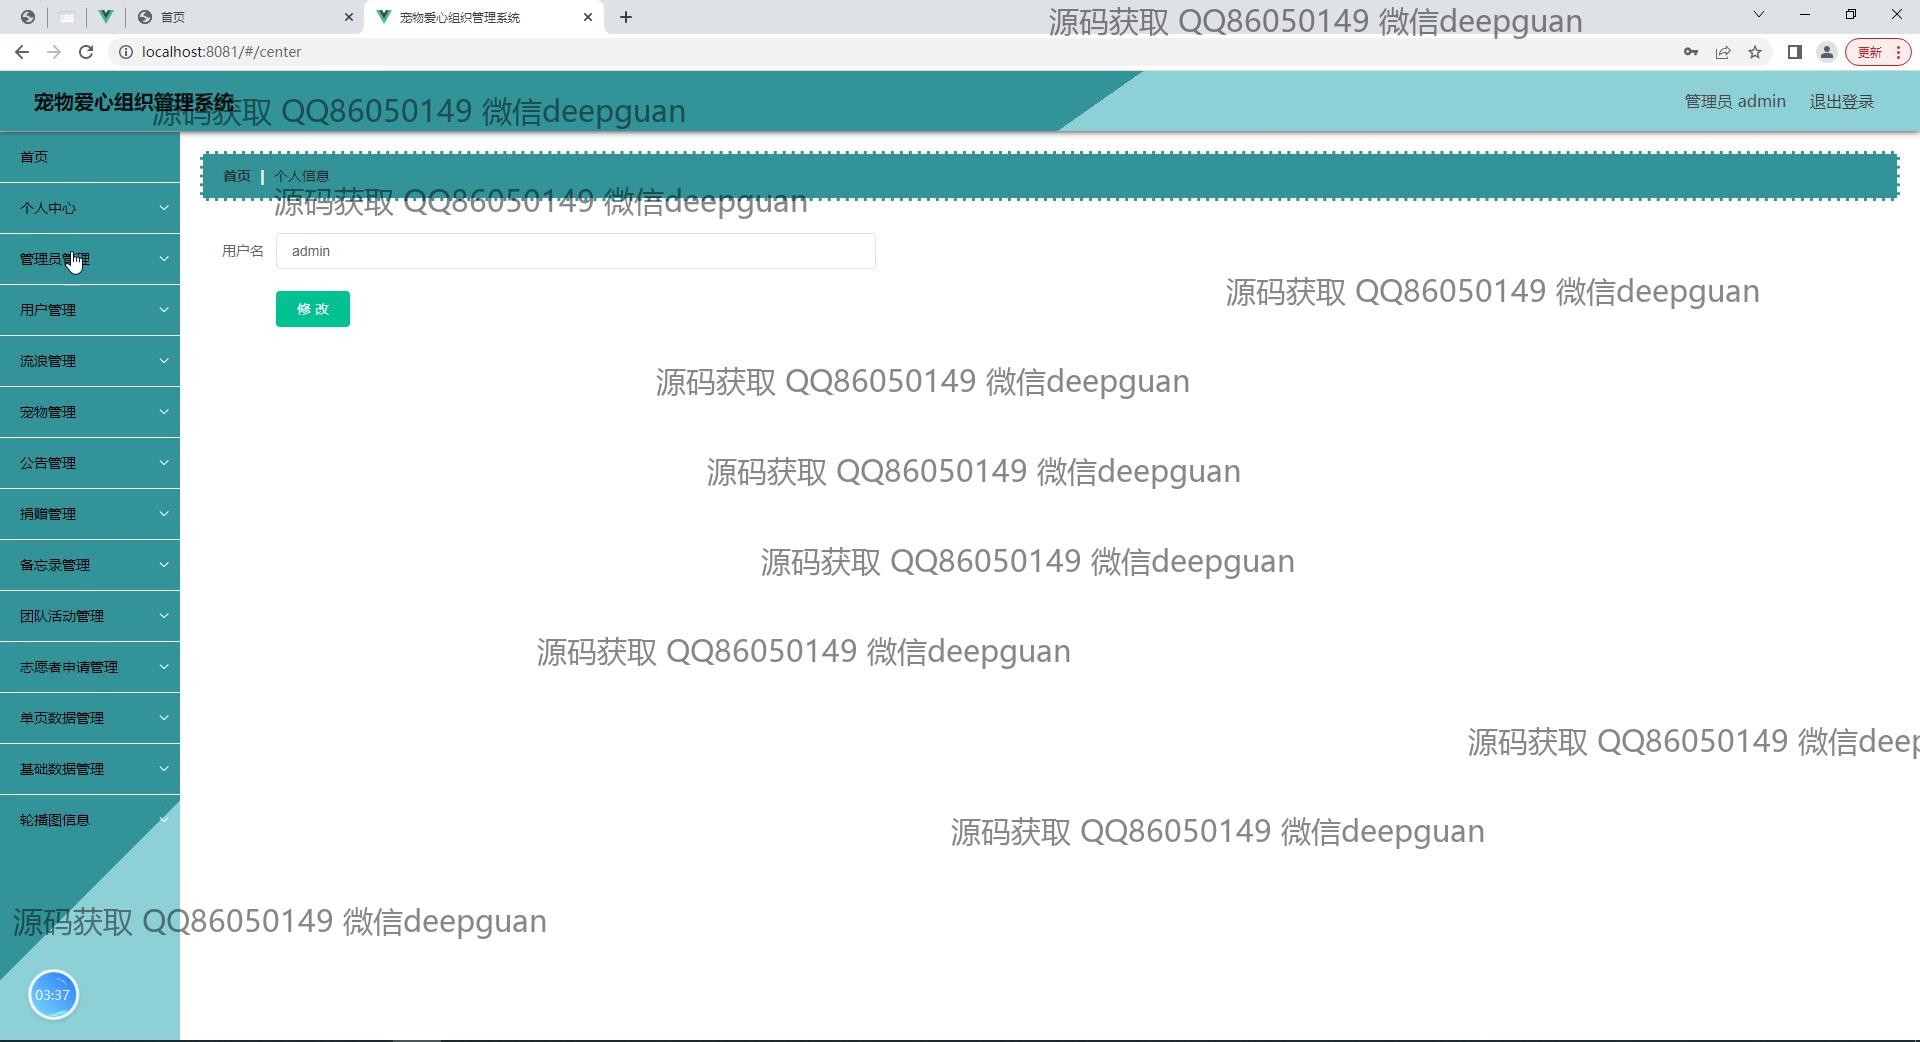 首页
宠物爱心组织管理系统
源码获取 QQ86050149 微信deepguan
localhost:8081/#/center
更新
宠物爱心组织管理系统
源码获取 QQ86050149 微信deepguan
管理员 admin
退出登录
首页
首页 | 个人信息
个人中心
源码获取 QQ86050149 微信deepguan
管理员管理
用户名 admin
源码获取 QQ86050149 微信deepguan
用户管理
修 改
流浪管理
源码获取 QQ86050149 微信deepguan
宠物管理
公告管理
源码获取 QQ86050149 微信deepguan
捐赠管理
备忘录管理
源码获取 QQ86050149 微信deepguan
团队活动管理
源码获取 QQ86050149 微信deepguan
志愿者申请管理
单页数据管理
源码获取 QQ86050149 微信deep
基础数据管理
轮播图信息
源码获取 QQ86050149 微信deepguan
源码获取 QQ86050149 微信deepguan
03:37